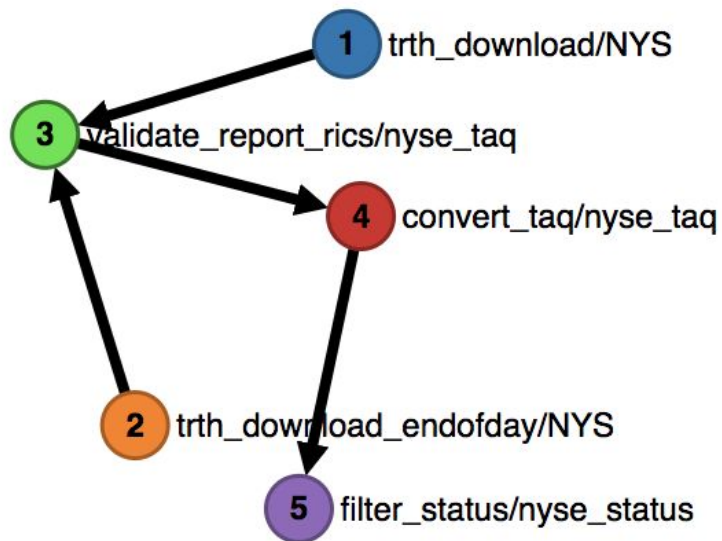 1 trth_download/NYS
3 validate_report_rics/nyse_taq
4 convert_taq/nyse_taq
2 trth_download_endofday/NYS
5 filter_status/nyse_status